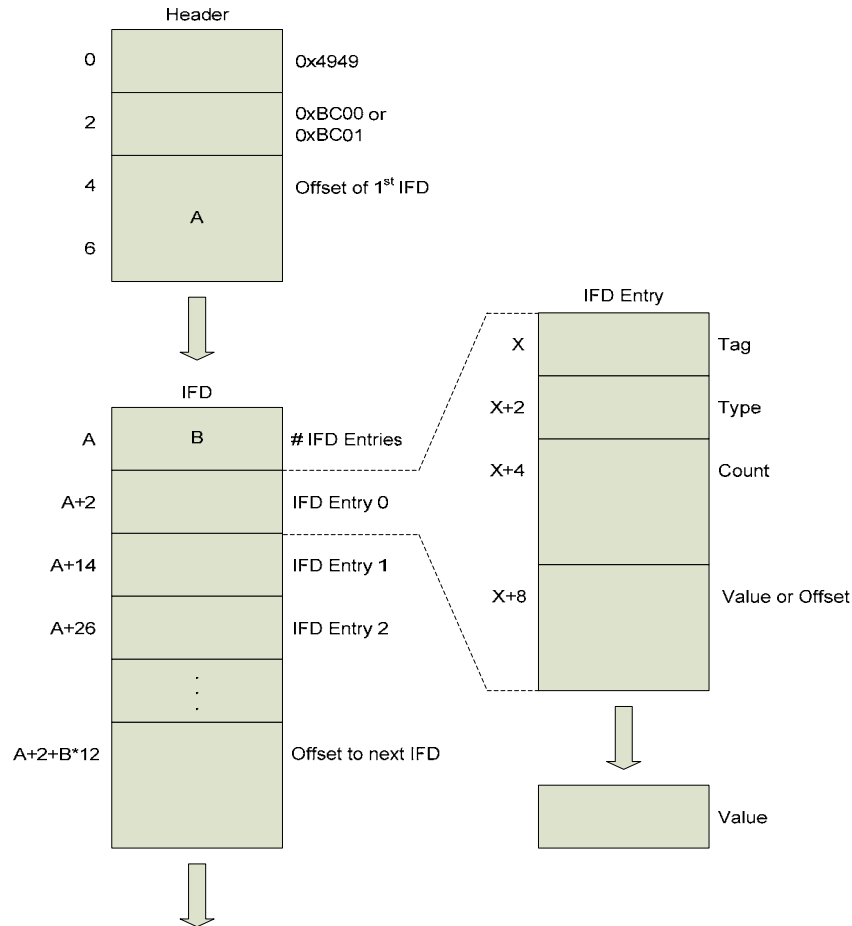 Header
0
0x4949
2
0xBC00 or
0xBC01
4
Offset of 1st IFD
A
6
IFD
A
B
# IFD Entries
A+2
IFD Entry 0
A+14
IFD Entry 1
A+26
IFD Entry 2
.
.
.
A+2+B*12
Offset to next IFD
IFD Entry
X
Tag
X+2
Type
X+4
Count
X+8
Value or Offset
Value